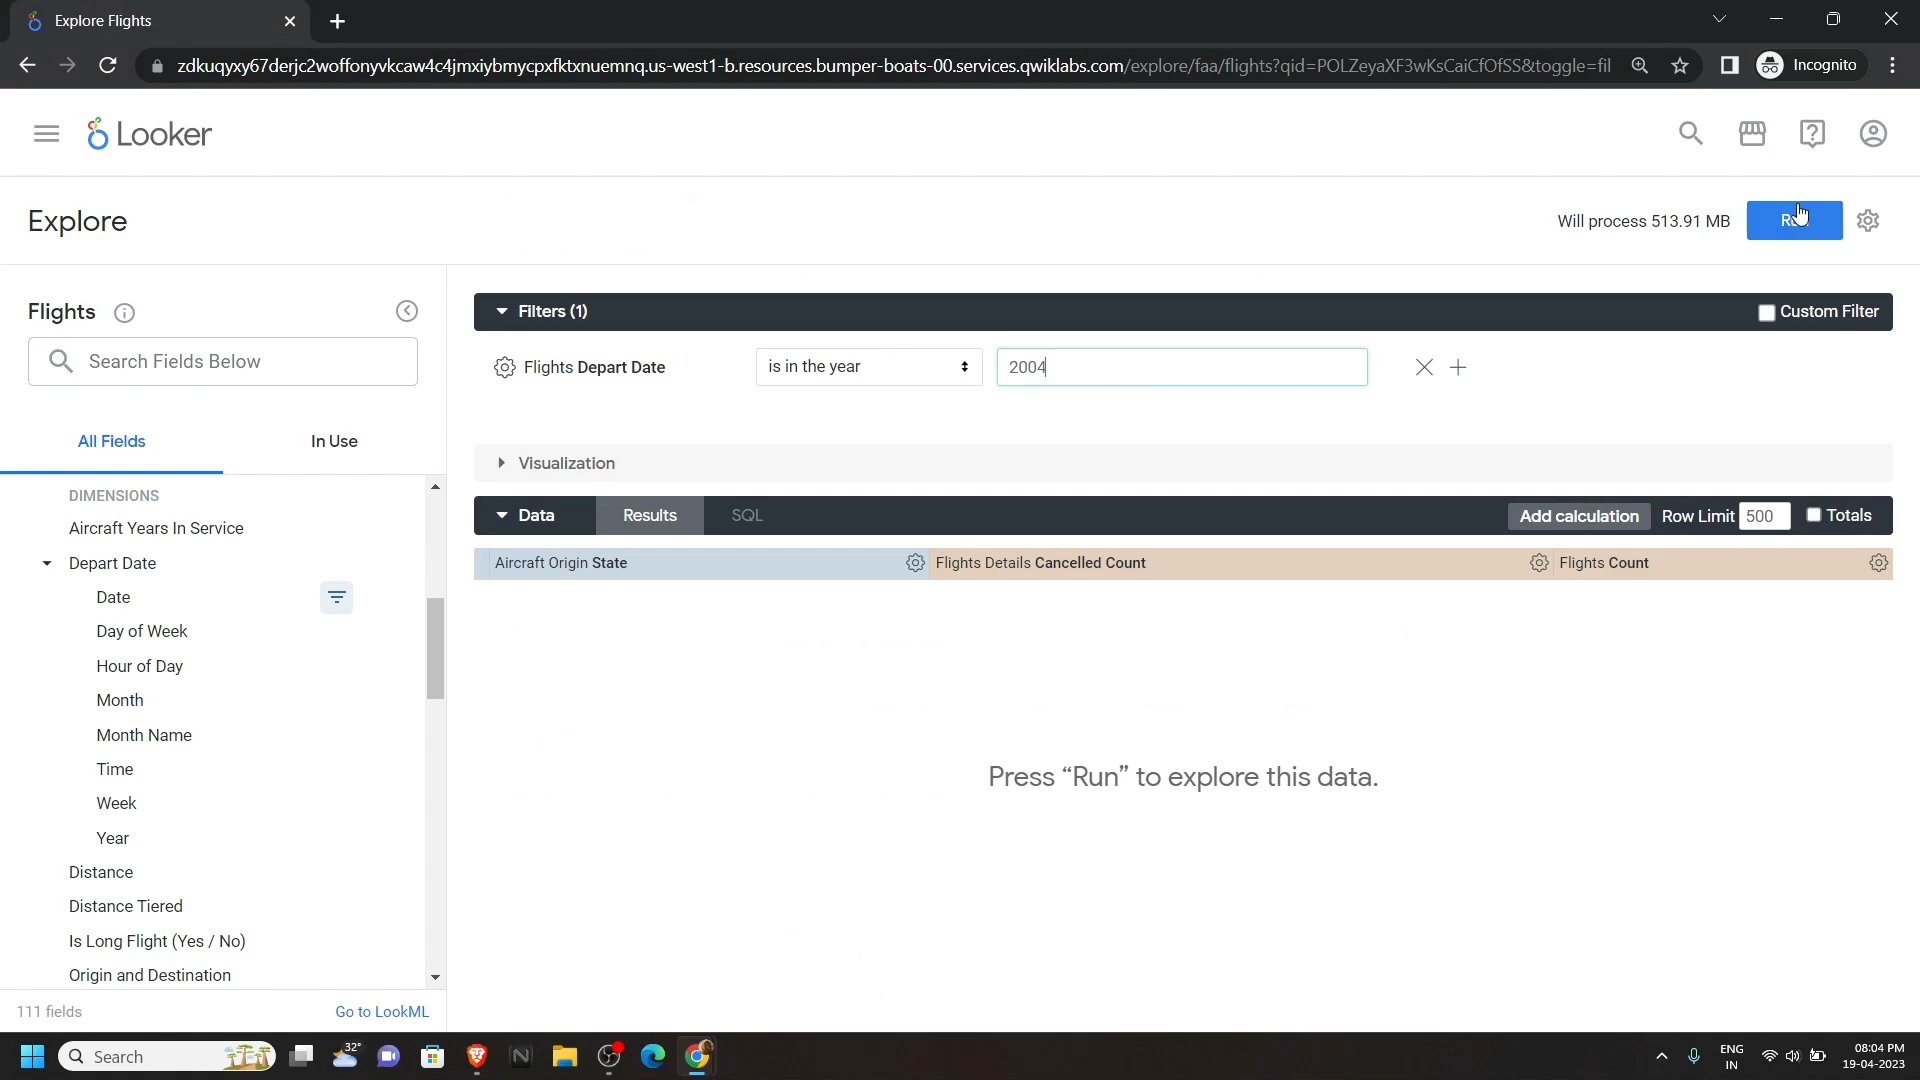 Explore Flights
zdkuqyxy67derjc2woffonyvkcaw4c4jmxiybmycpxfktxnuemnq.us-west1-b.resources.bumper-boats-00.services.qwiklabs.com/explore/faa/flights?qid=POLZeyaXF3wKsCaiCfOfSS&toggle=fil
Incognito
Looker
Explore
Will process 513.91 MB
Flights
Filters (1)
Custom Filter
Search Fields Below
Flights Depart Date
is in the year
2004
All Fields
In Use
Visualization
DIMENSIONS
Data
Results
SQL
Add calculation
Row Limit
500
Totals
Aircraft Years In Service
Aircraft Origin State
Flights Details Cancelled Count
Flights Count
Depart Date
Date
Day of Week
Hour of Day
Month
Month Name
Time
Press “Run” to explore this data.
Week
Year
Distance
Distance Tiered
Is Long Flight (Yes / No)
Origin and Destination
111 fields
Go to LookML
Search
32°
ENG
IN
08:04 PM
19-04-2023